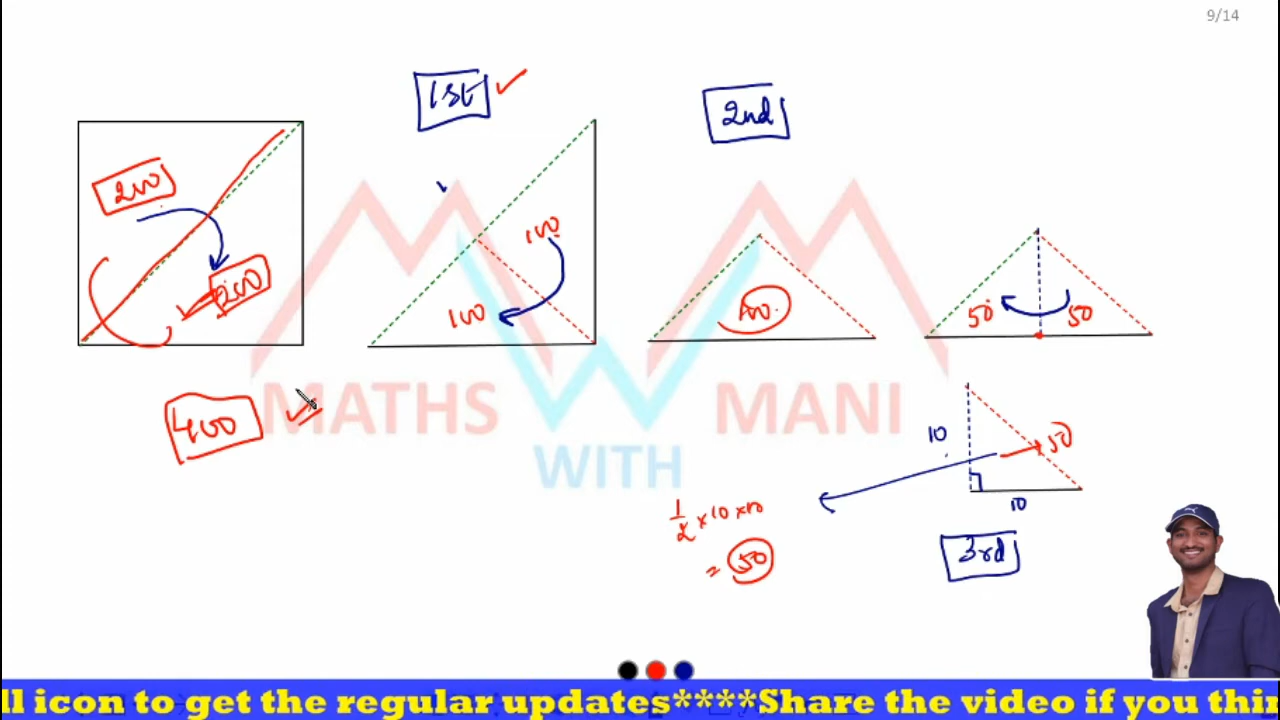 9/14
1st
2nd
200
200
100
100
100
50
50
400
10
50
10
1/2 × 10 × 10
= 50
3rd
MATHS
WITH
MANI
ll icon to get the regular updates****Share the video if you thin